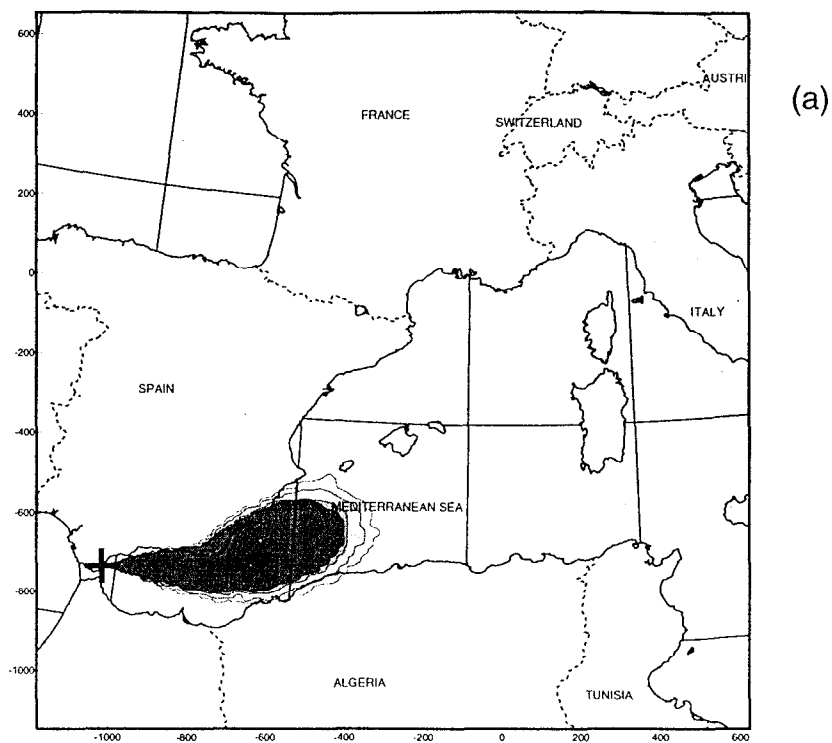 600
(a)
AUSTRI
400
FRANCE
SWITZERLAND
200
0
ITALY
-200
SPAIN
-400
MEDITERRANEAN SEA
-600
-800
-1000
ALGERIA
TUNISIA
-1000 -800 -600 -400 -200 0 200 400 600